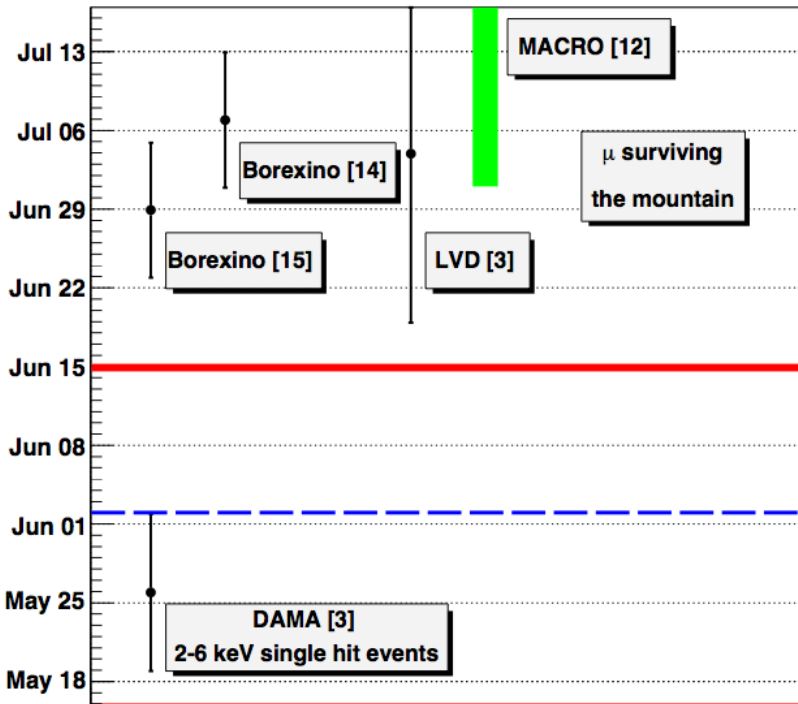 Jul 13
Jul 06
Jun 29
Jun 22
Jun 15
Jun 08
Jun 01
May 25
May 18
MACRO [12]
μ surviving
the mountain
Borexino [14]
Borexino [15]
LVD [3]
DAMA [3]
2-6 keV single hit events